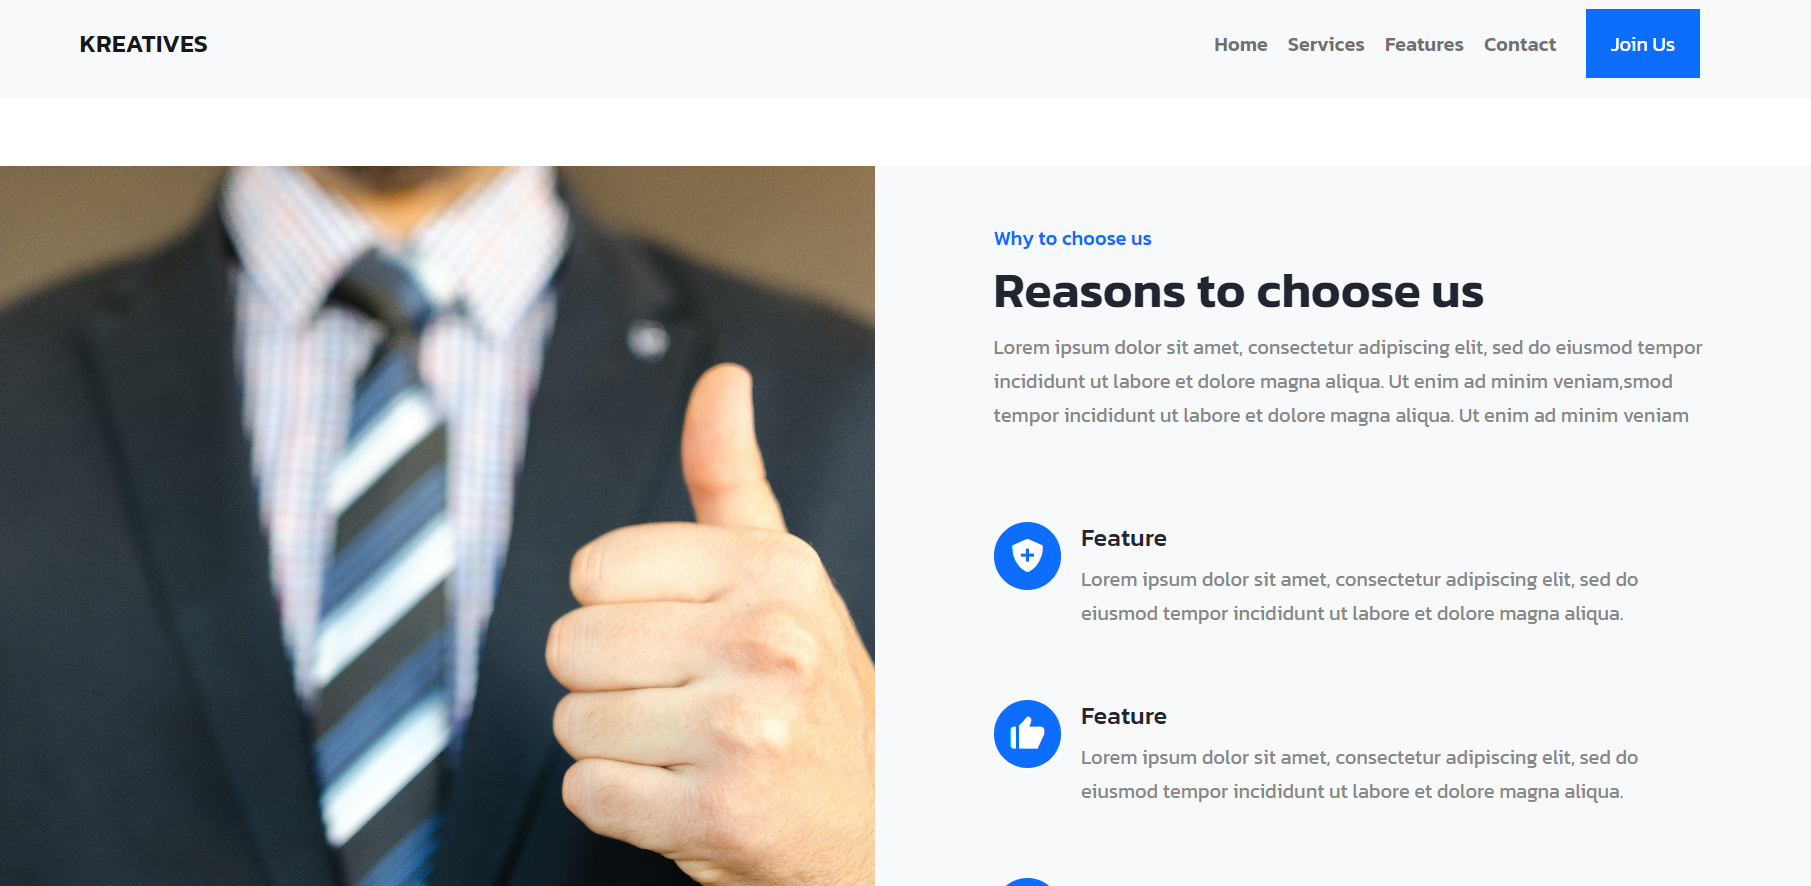 KREATIVES
Home Services Features Contact Join Us
Why to choose us
Reasons to choose us
Lorem ipsum dolor sit amet, consectetur adipiscing elit, sed do eiusmod tempor
incididunt ut labore et dolore magna aliqua. Ut enim ad minim veniam,smod
tempor incididunt ut labore et dolore magna aliqua. Ut enim ad minim veniam
Feature
Lorem ipsum dolor sit amet, consectetur adipiscing elit, sed do
eiusmod tempor incididunt ut labore et dolore magna aliqua.
Feature
Lorem ipsum dolor sit amet, consectetur adipiscing elit, sed do
eiusmod tempor incididunt ut labore et dolore magna aliqua.